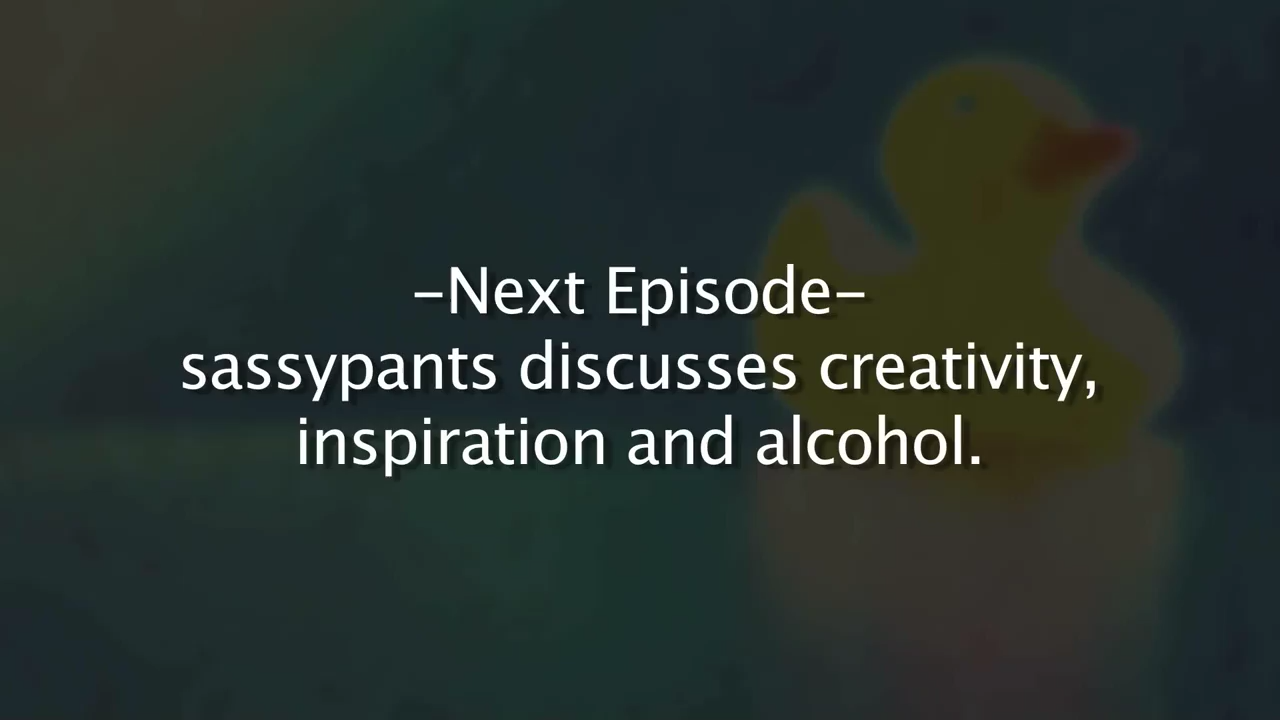 -Next Episode-
sassypants discusses creativity,
inspiration and alcohol.